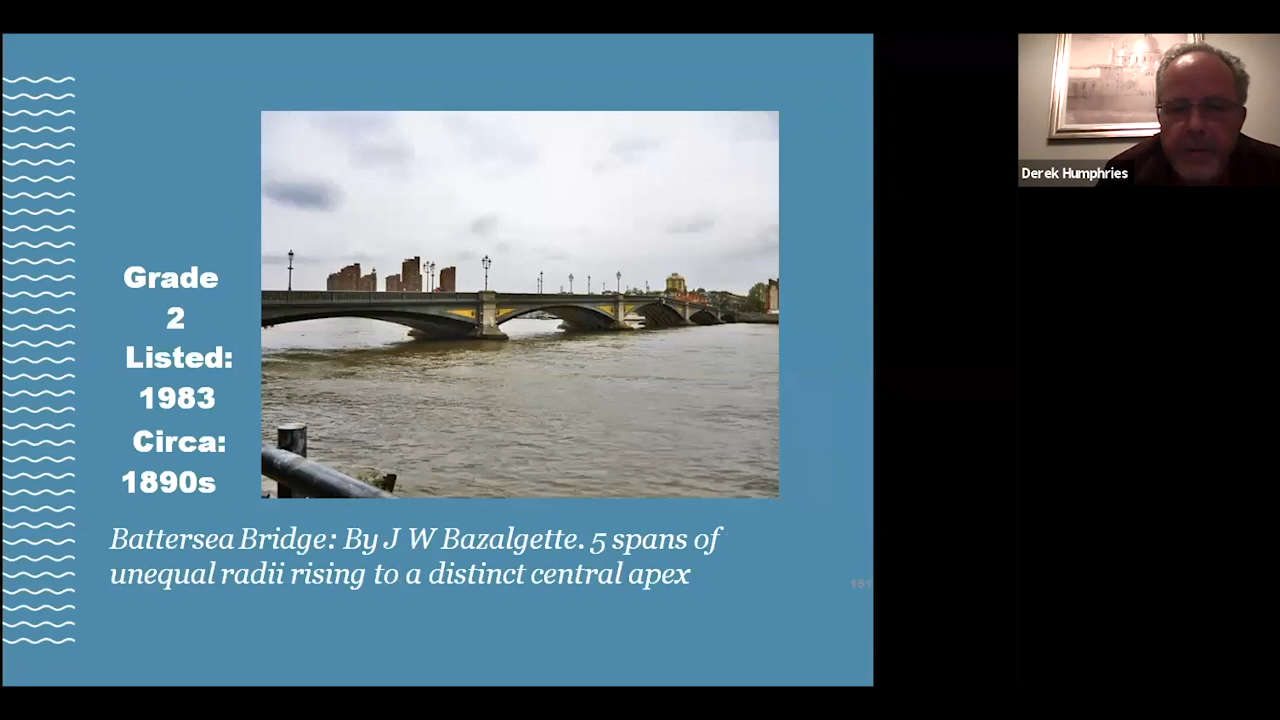 Grade
2
Listed:
1983
Circa:
1890s
Battersea Bridge: By J W Bazalgette. 5 spans of
unequal radii rising to a distinct central apex
161
Derek Humphries